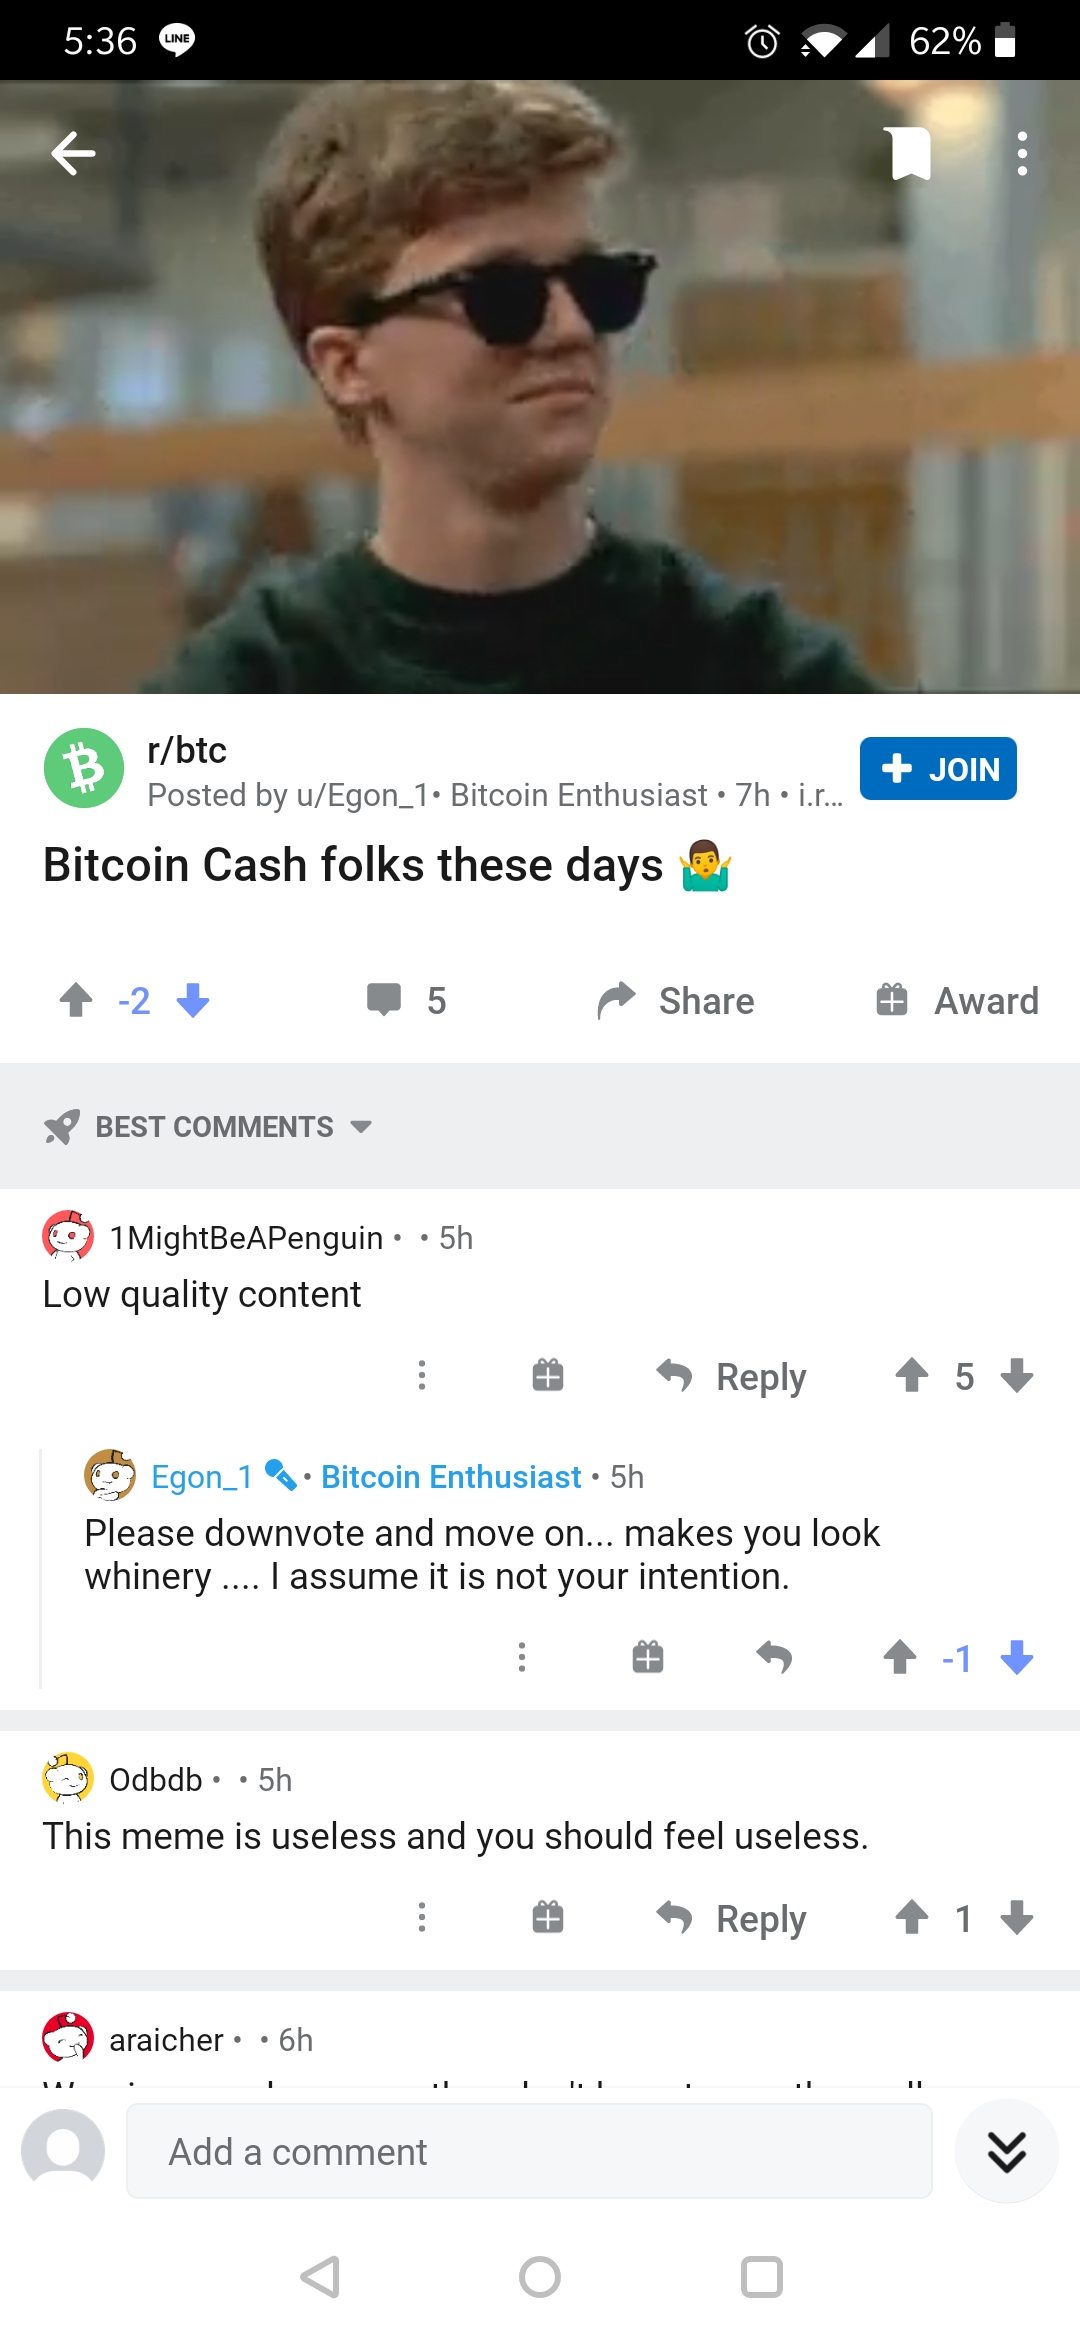 5:36 LINE 62%
r/btc
Posted by u/Egon_1• Bitcoin Enthusiast • 7h • i.r...
+ JOIN
Bitcoin Cash folks these days 🤷‍♂️
-2 5 Share Award
BEST COMMENTS
1MightBeAPenguin • • 5h
Low quality content
Reply 5
Egon_1 • Bitcoin Enthusiast • 5h
Please downvote and move on... makes you look
whinery .... I assume it is not your intention.
-1
Odbdb • • 5h
This meme is useless and you should feel useless.
Reply 1
araicher • • 6h
Add a comment